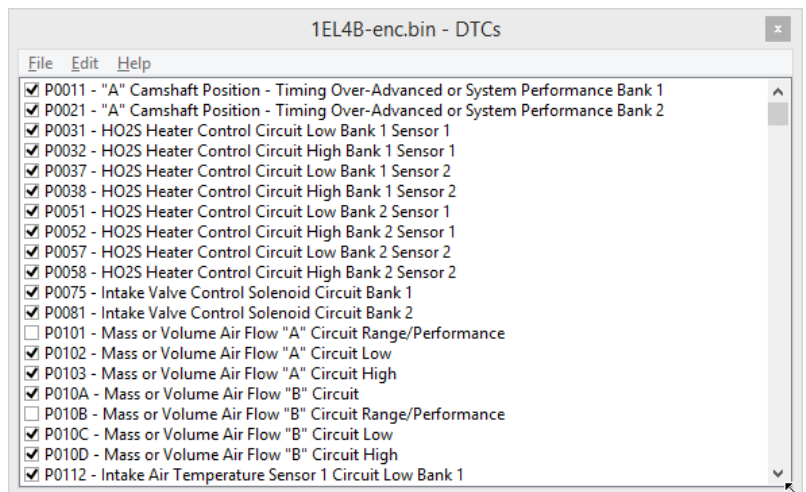 1EL4B-enc.bin - DTCs
x
File Edit Help
P0011 - "A" Camshaft Position - Timing Over-Advanced or System Performance Bank 1
P0021 - "A" Camshaft Position - Timing Over-Advanced or System Performance Bank 2
P0031 - HO2S Heater Control Circuit Low Bank 1 Sensor 1
P0032 - HO2S Heater Control Circuit High Bank 1 Sensor 1
P0037 - HO2S Heater Control Circuit Low Bank 1 Sensor 2
P0038 - HO2S Heater Control Circuit High Bank 1 Sensor 2
P0051 - HO2S Heater Control Circuit Low Bank 2 Sensor 1
P0052 - HO2S Heater Control Circuit High Bank 2 Sensor 1
P0057 - HO2S Heater Control Circuit Low Bank 2 Sensor 2
P0058 - HO2S Heater Control Circuit High Bank 2 Sensor 2
P0075 - Intake Valve Control Solenoid Circuit Bank 1
P0081 - Intake Valve Control Solenoid Circuit Bank 2
P0101 - Mass or Volume Air Flow "A" Circuit Range/Performance
P0102 - Mass or Volume Air Flow "A" Circuit Low
P0103 - Mass or Volume Air Flow "A" Circuit High
P010A - Mass or Volume Air Flow "B" Circuit
P010B - Mass or Volume Air Flow "B" Circuit Range/Performance
P010C - Mass or Volume Air Flow "B" Circuit Low
P010D - Mass or Volume Air Flow "B" Circuit High
P0112 - Intake Air Temperature Sensor 1 Circuit Low Bank 1